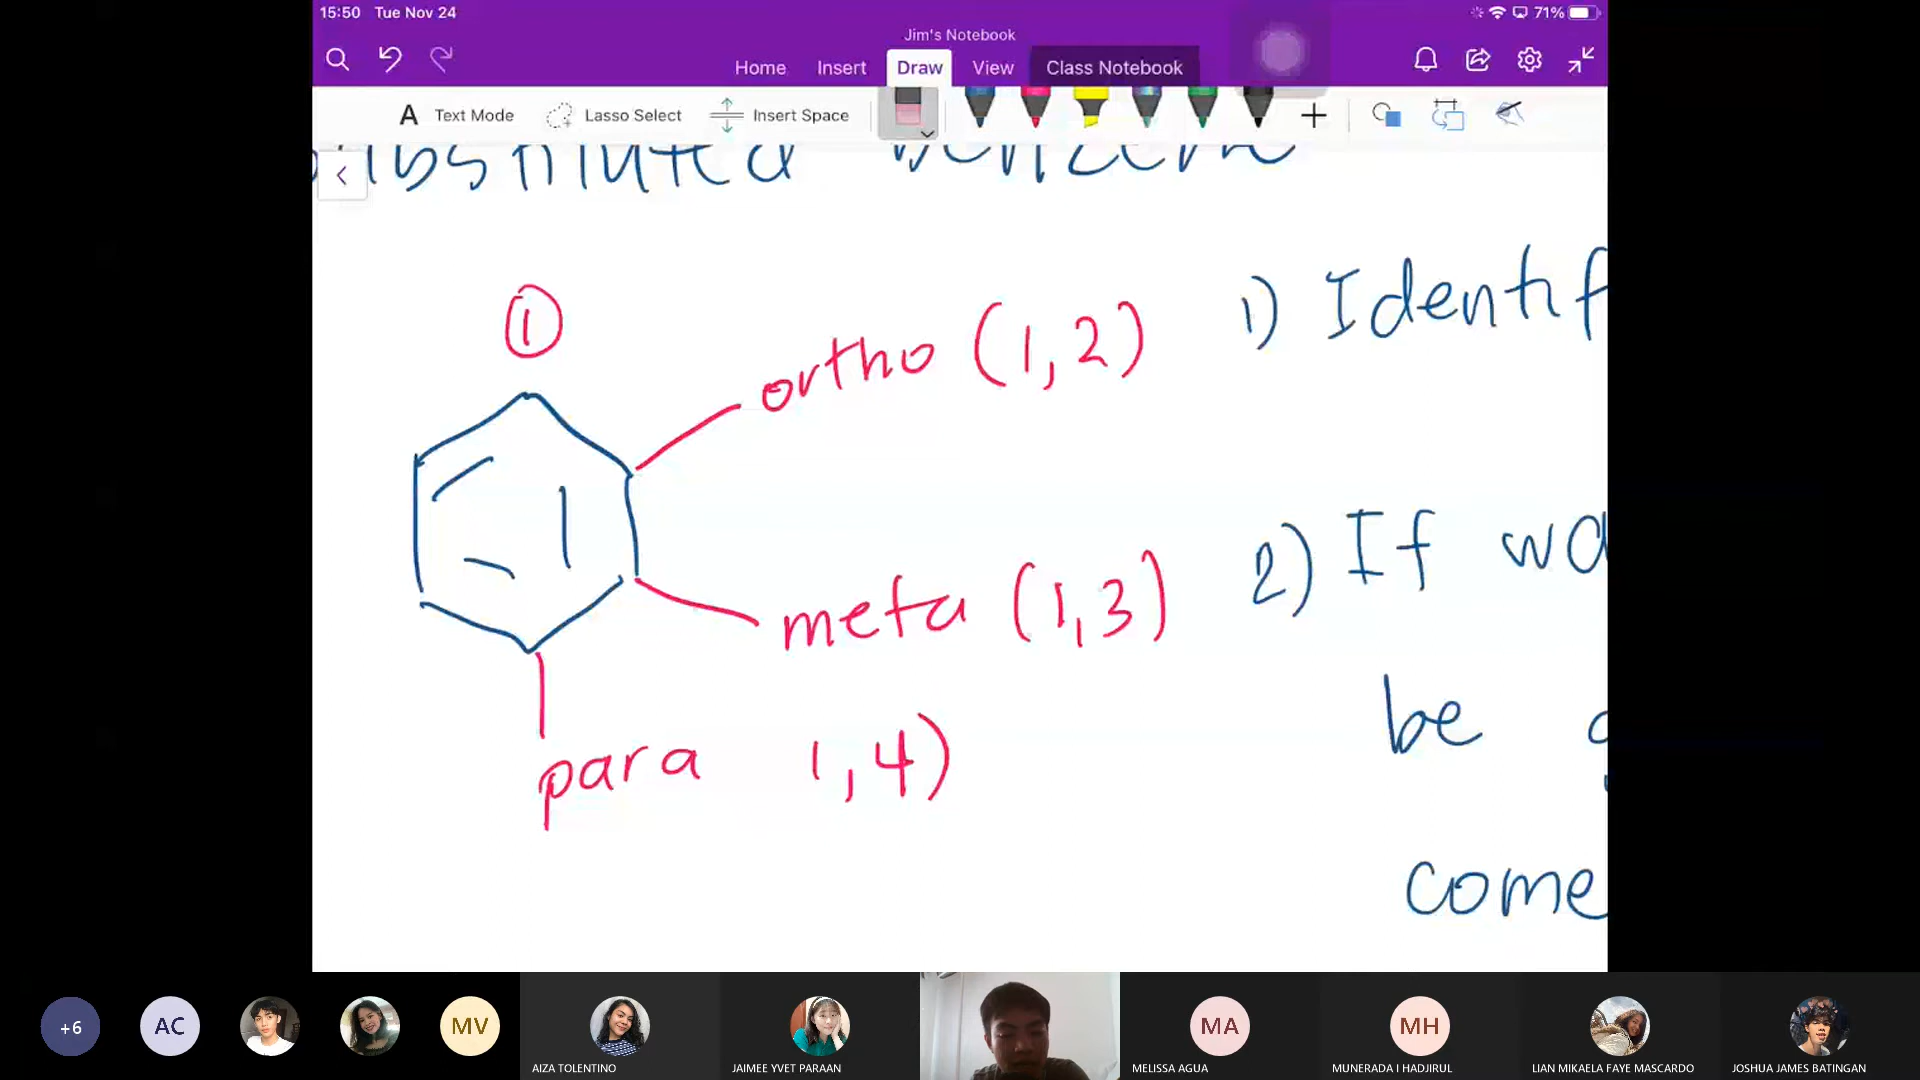 15:50 Tue Nov 24
71%
Jim's Notebook
Home Insert Draw View Class Notebook
A Text Mode Lasso Select Insert Space
1
ortho (1,2)
1) Identif
meta (1,3)
2) If
be
para 1,4)
come
+6 AC MV MA MH
AIZA TOLENTINO JAIMEE YVET PARAAN MELISSA AGUA MUNERADA I HADJIRUL LIAN MIKAELA FAYE MASCARDO JOSHUA JAMES BATINGAN